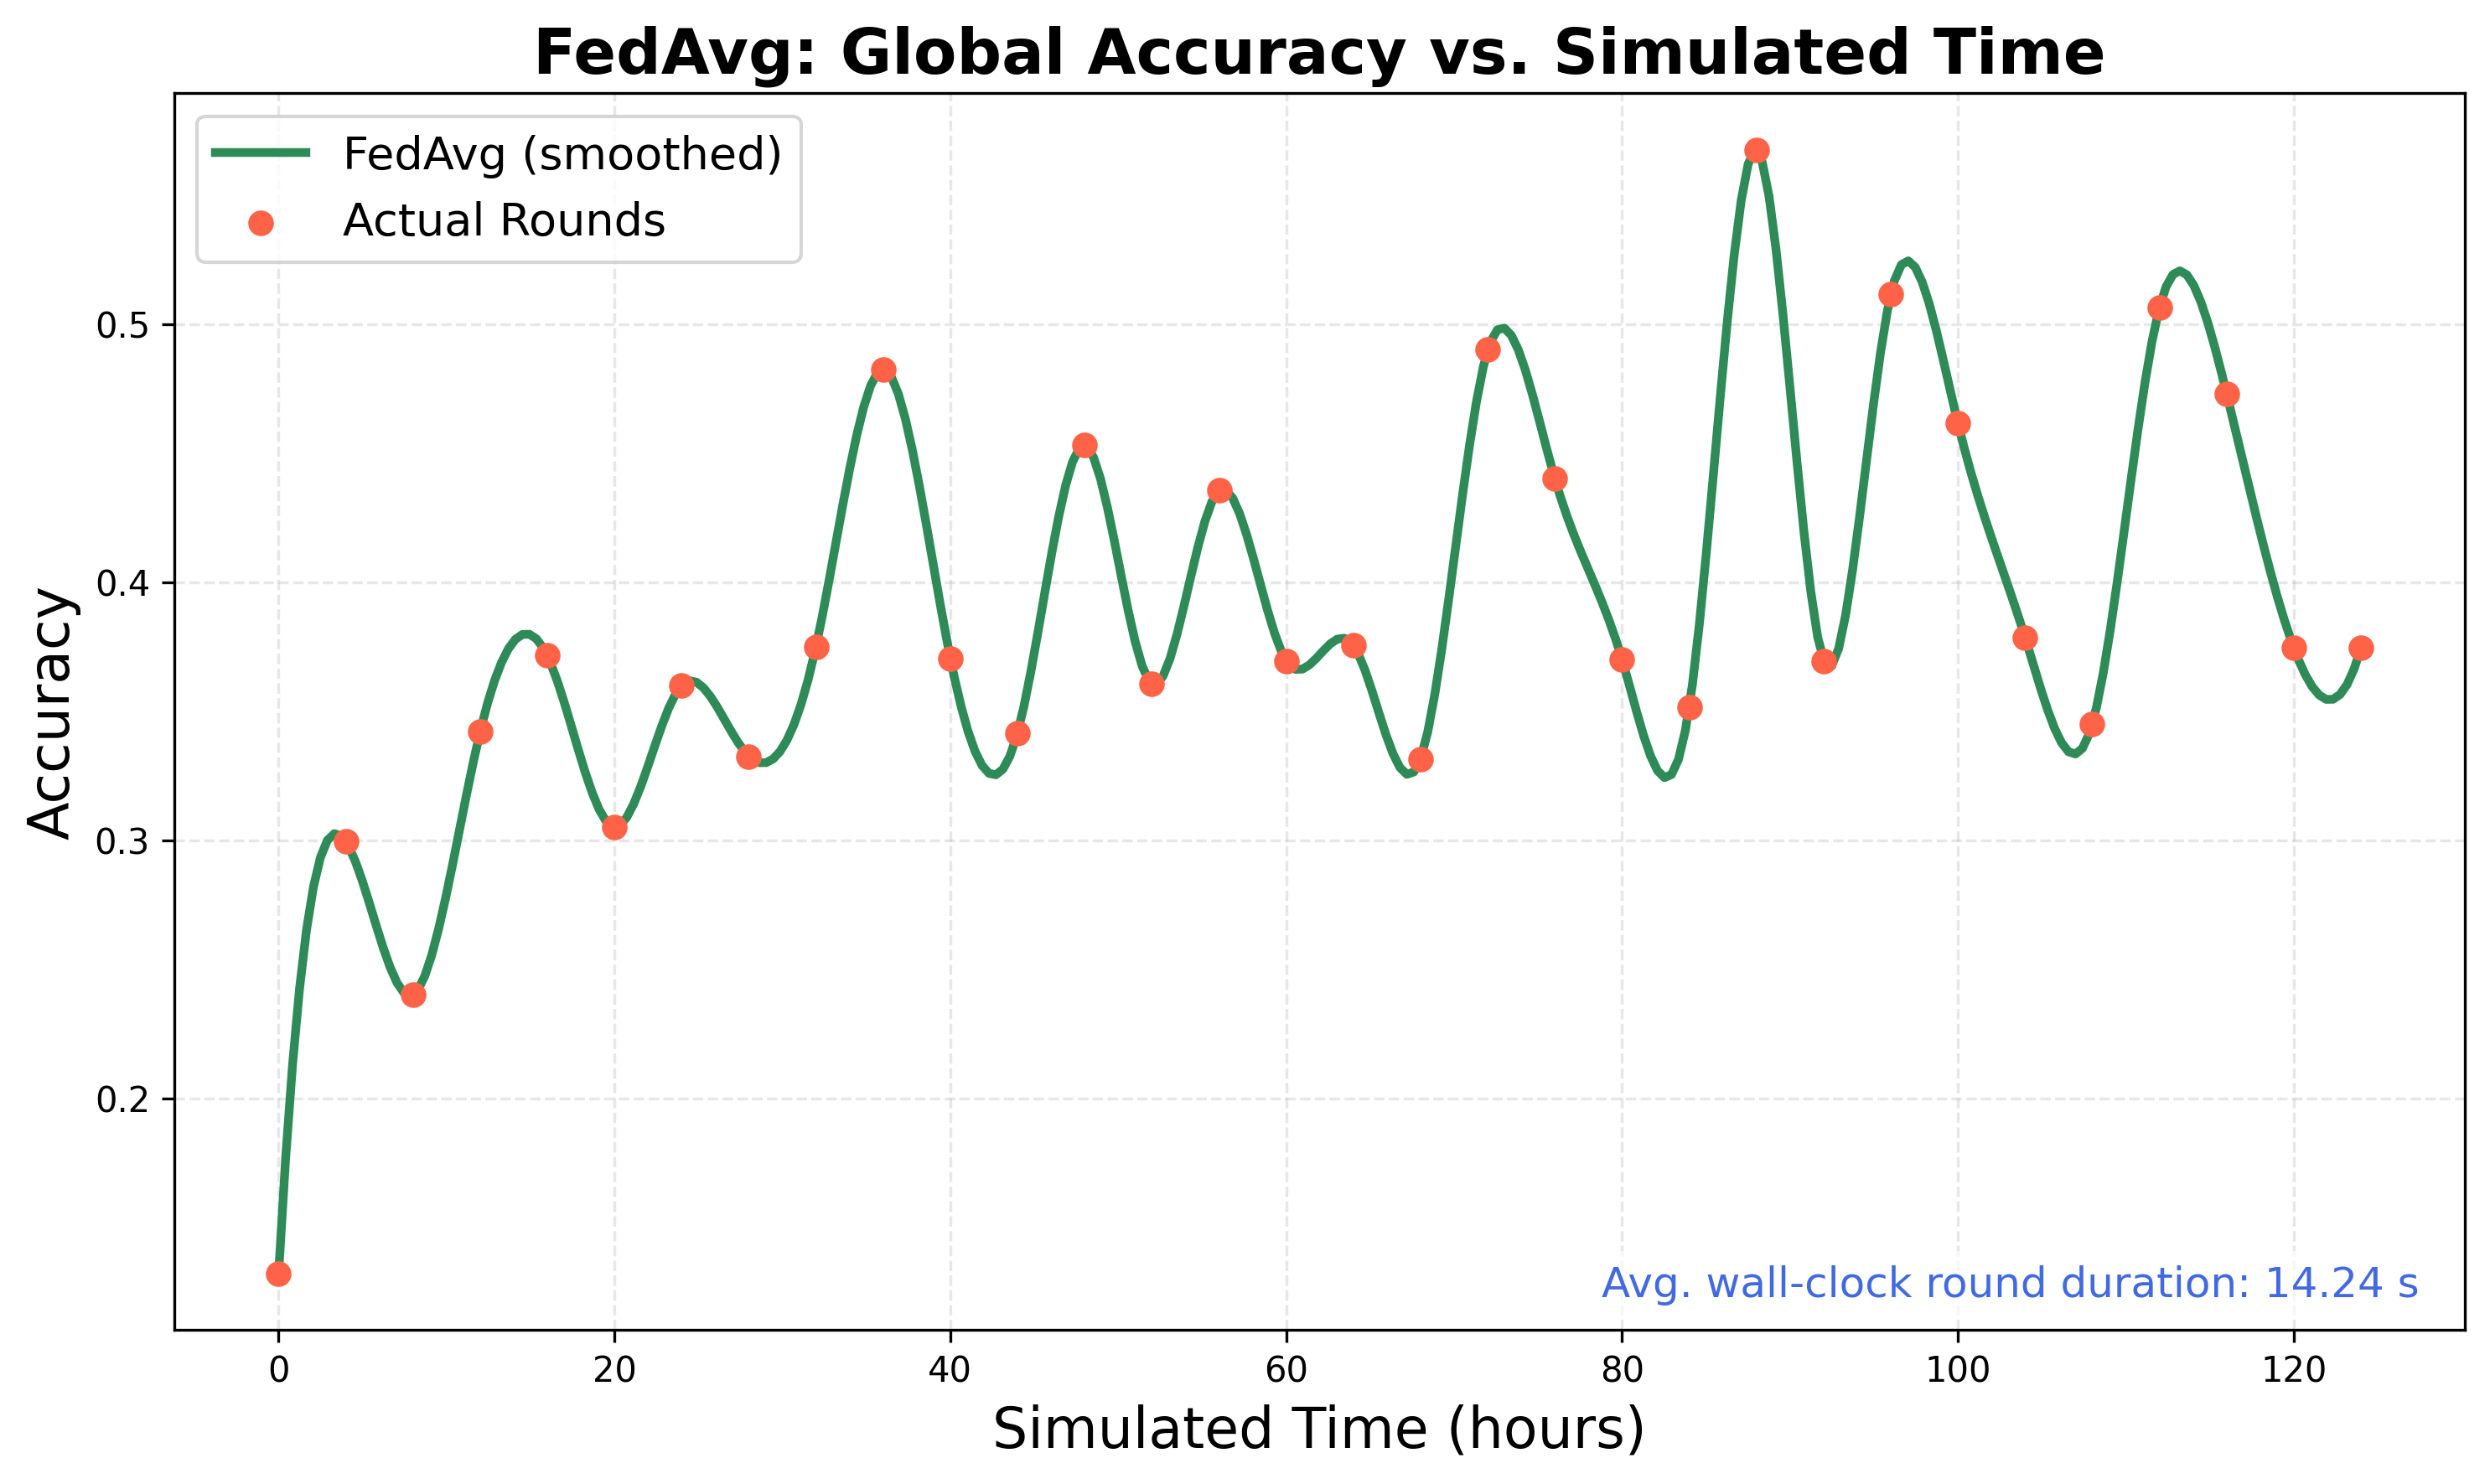 FedAvg: Global Accuracy vs. Simulated Time
FedAvg (smoothed)
Actual Rounds
Accuracy
0.5
0.4
0.3
0.2
Avg. wall-clock round duration: 14.24 s
0 20 40 60 80 100 120
Simulated Time (hours)